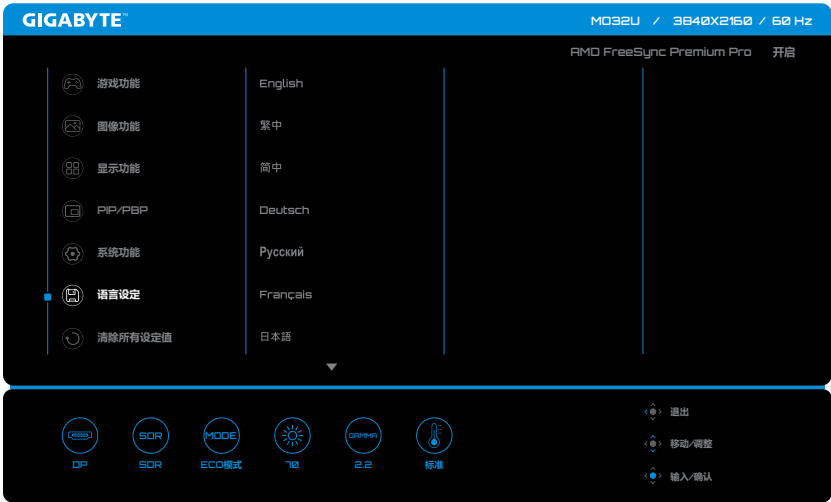 GIGABYTE™
MO32U / 3840X2160 / 60 Hz
AMD FreeSync Premium Pro 开启
游戏功能 English
图像功能 繁中
显示功能 简中
PIP/PBP Deutsch
系统功能 Русский
语言设定 Français
清除所有设定值 日本語
退出
SDR MODE GAMMA
移动/调整
DP SDR ECO模式 70 2.2 标准
输入/确认